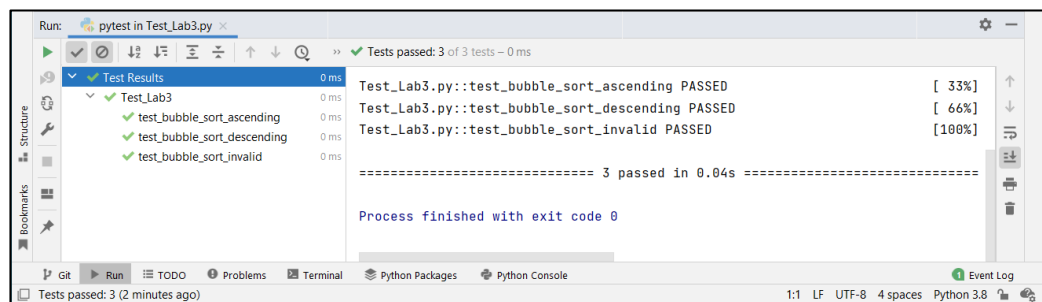 Run: pytest in Test_Lab3.py
Tests passed: 3 of 3 tests – 0 ms
Test Results 0 ms
Test_Lab3 0 ms
test_bubble_sort_ascending 0 ms
test_bubble_sort_descending 0 ms
test_bubble_sort_invalid 0 ms
Test_Lab3.py::test_bubble_sort_ascending PASSED [ 33%]
Test_Lab3.py::test_bubble_sort_descending PASSED [ 66%]
Test_Lab3.py::test_bubble_sort_invalid PASSED [100%]
============================== 3 passed in 0.04s ==============================
Process finished with exit code 0
Structure
Bookmarks
Git Run TODO Problems Terminal Python Packages Python Console 1 Event Log
Tests passed: 3 (2 minutes ago) 1:1 LF UTF-8 4 spaces Python 3.8